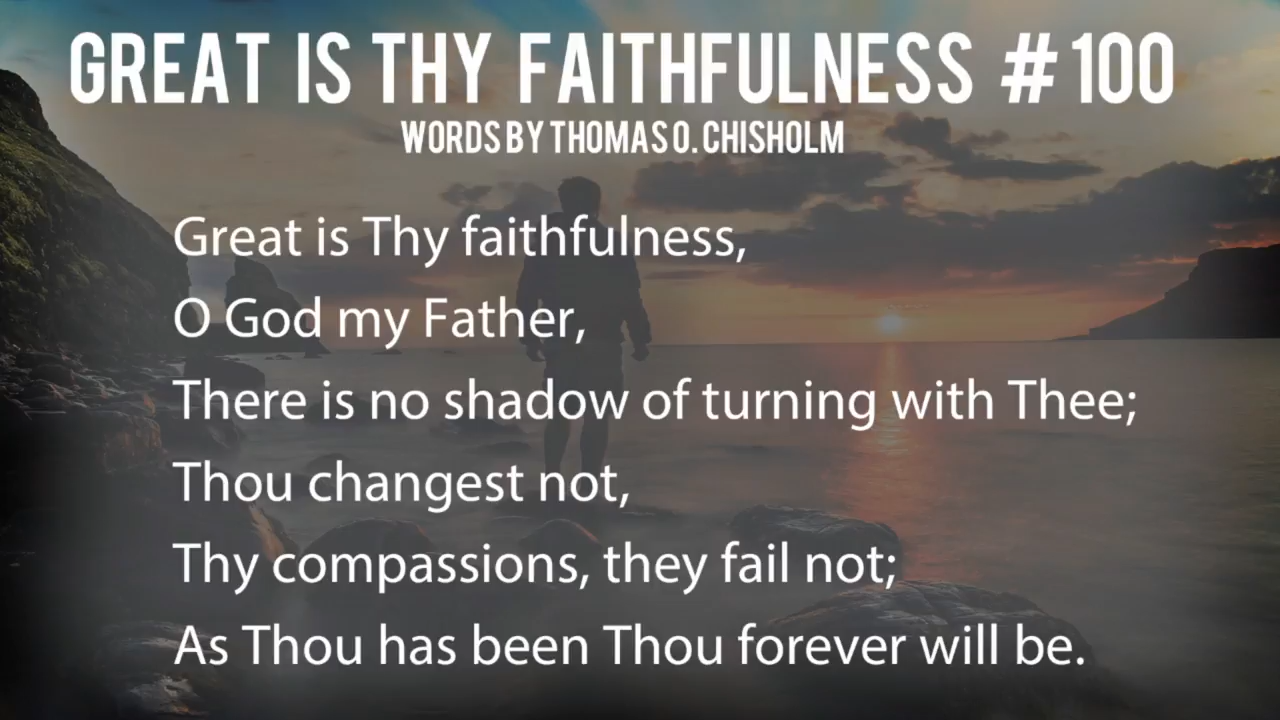 GREAT IS THY FAITHFULNESS #100
WORDS BY THOMAS O. CHISHOLM
Great is Thy faithfulness,
O God my Father,
There is no shadow of turning with Thee;
Thou changest not,
Thy compassions, they fail not;
As Thou has been Thou forever will be.